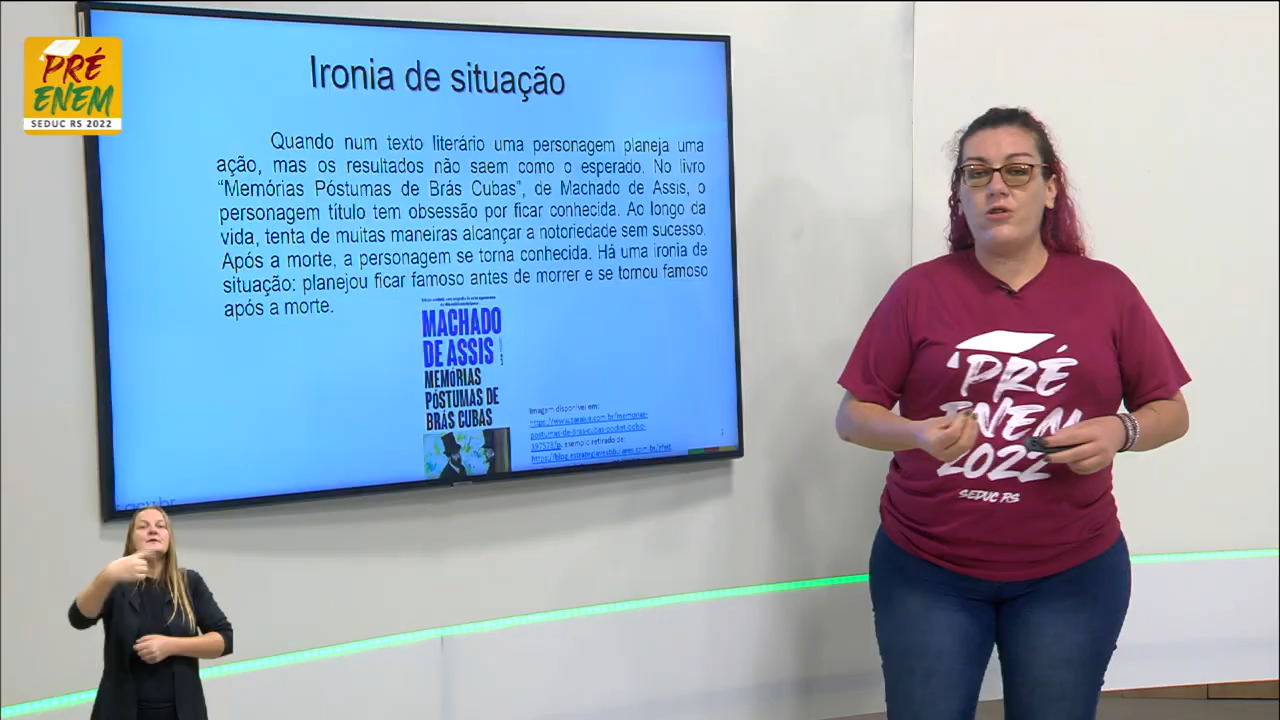 PRÉ
ENEM
SEDUC RS 2022
Ironia de situação
Quando num texto literário uma personagem planeja uma
ação, mas os resultados não saem como o esperado. No livro
“Memórias Póstumas de Brás Cubas”, de Machado de Assis, o
personagem título tem obsessão por ficar conhecida. Ao longo da
vida, tenta de muitas maneiras alcançar a notoriedade sem sucesso.
Após a morte, a personagem se torna conhecida. Há uma ironia de
situação: planejou ficar famoso antes de morrer e se tornou famoso
após a morte.
MACHADO
DE ASSIS
MEMÓRIAS
PÓSTUMAS DE
BRÁS CUBAS
Imagem disponível em:
exemplo retirado de:
PRÉ
ENEM
2022
SEDUC RS